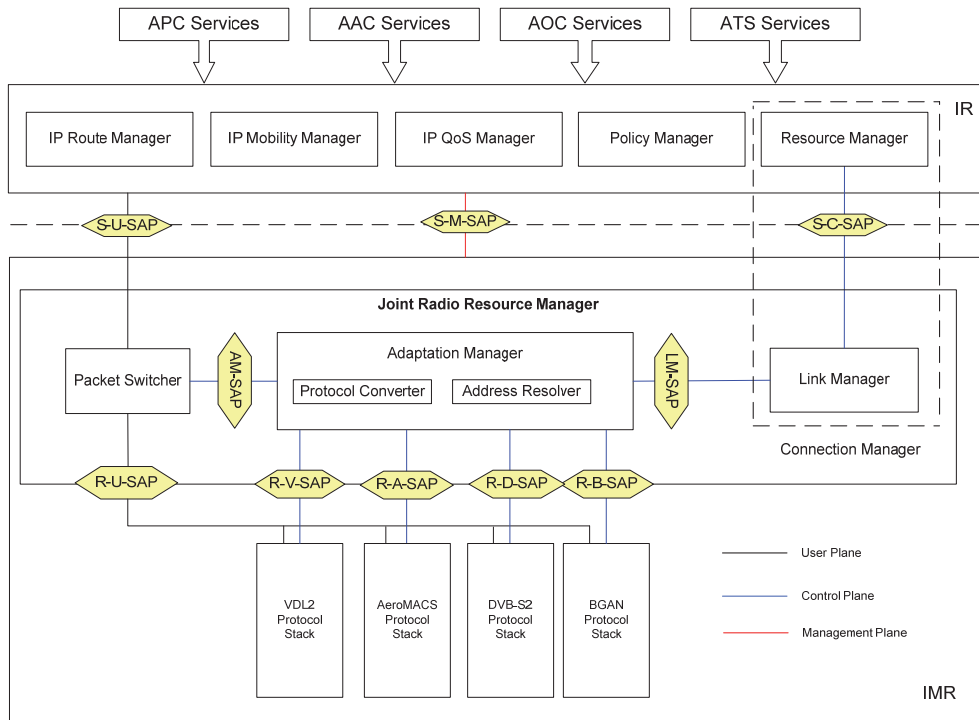 APC Services
AAC Services
AOC Services
ATS Services
IR
IP Route Manager
IP Mobility Manager
IP QoS Manager
Policy Manager
Resource Manager
S-U-SAP
S-M-SAP
S-C-SAP
Joint Radio Resource Manager
Packet Switcher
AM-SAP
Adaptation Manager
Protocol Converter
Address Resolver
LM-SAP
Link Manager
Connection Manager
R-U-SAP
R-V-SAP
R-A-SAP
R-D-SAP
R-B-SAP
VDL2
Protocol
Stack
AeroMACS
Protocol
Stack
DVB-S2
Protocol
Stack
BGAN
Protocol
Stack
User Plane
Control Plane
Management Plane
IMR